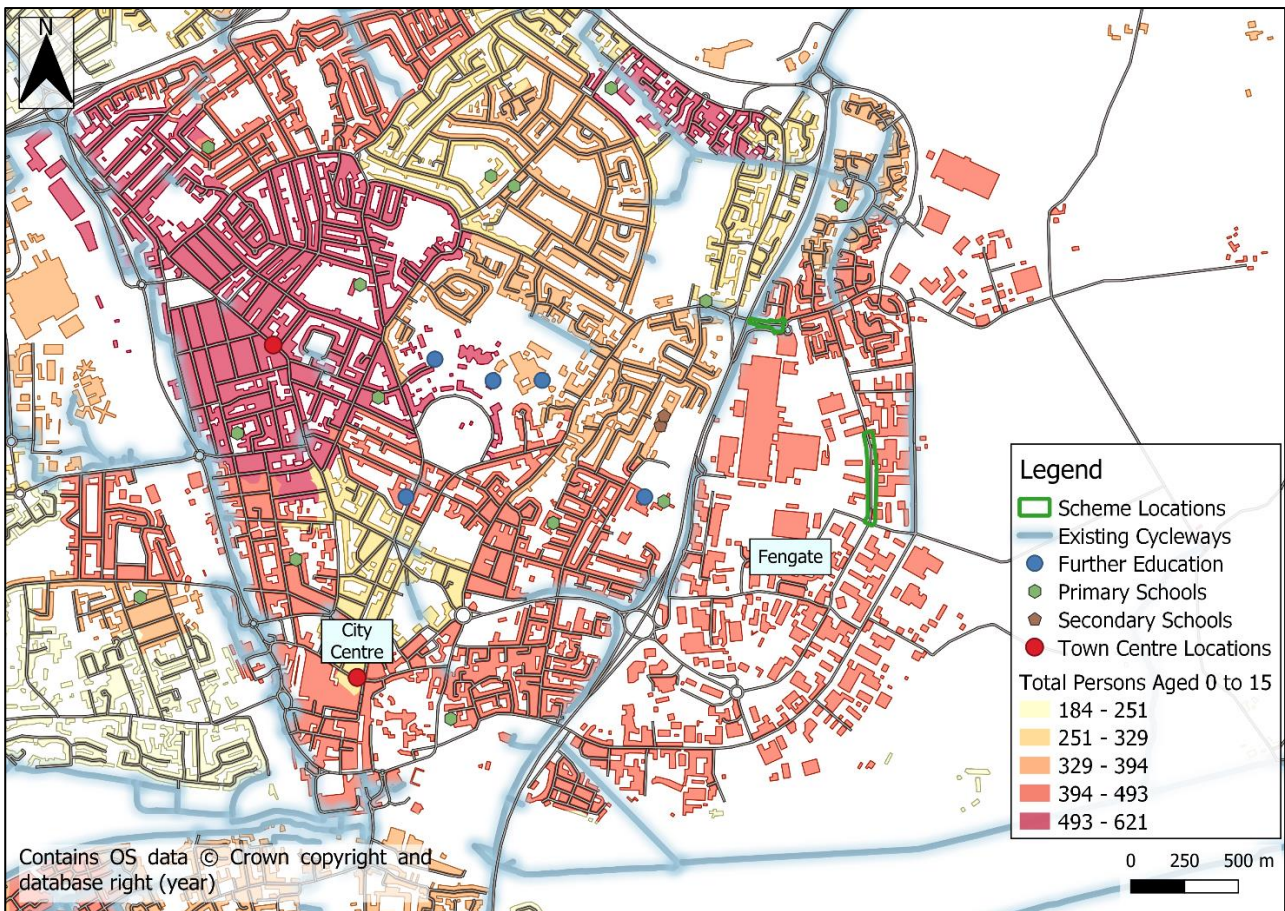 N
Fengate
City
Centre
Legend
Scheme Locations
Existing Cycleways
Further Education
Primary Schools
Secondary Schools
Town Centre Locations
Total Persons Aged 0 to 15
184 - 251
251 - 329
329 - 394
394 - 493
493 - 621
Contains OS data © Crown copyright and
database right (year)
0 250 500 m